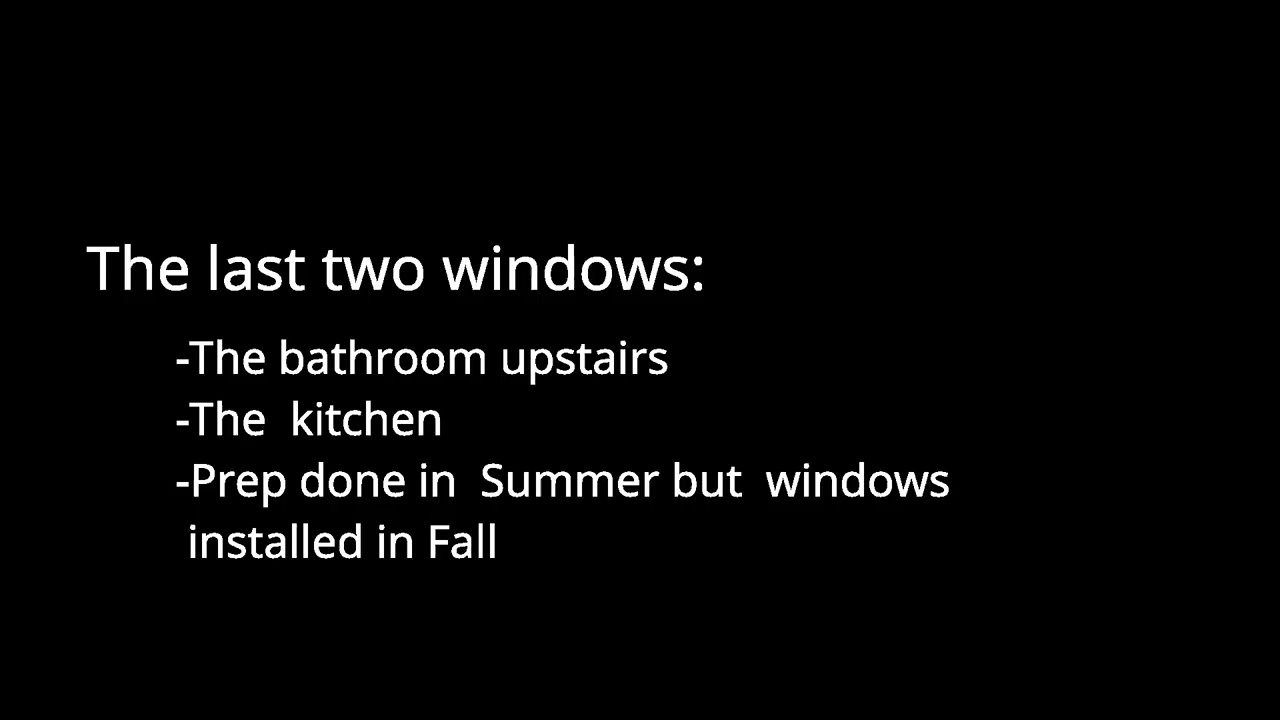 The last two windows:
-The bathroom upstairs
-The  kitchen
-Prep done in  Summer but  windows
installed in Fall